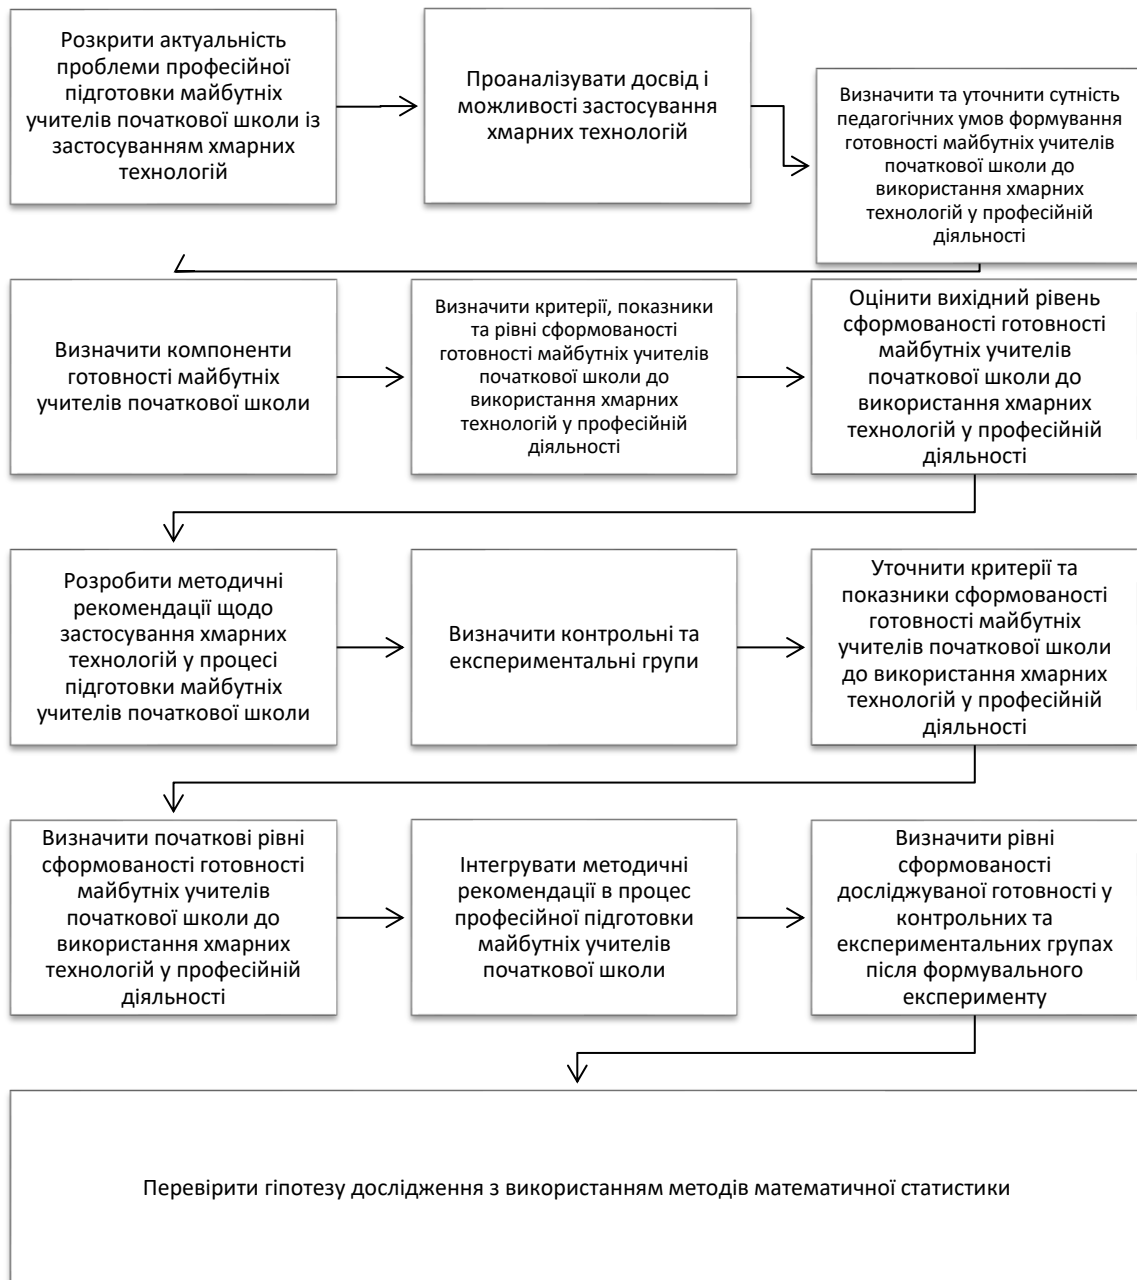 Розкрити актуальність
проблеми професійної
підготовки майбутніх
учителів початкової школи із
застосуванням хмарних
технологій
Проаналізувати досвід і
можливості застосування
хмарних технологій
Визначити та уточнити сутність
педагогічних умов формування
готовності майбутніх учителів
початкової школи до
використання хмарних
технологій у професійній
діяльності
Визначити компоненти
готовності майбутніх
учителів початкової школи
Визначити критерії, показники
та рівні сформованості
готовності майбутніх учителів
початкової школи до
використання хмарних
технологій у професійній
діяльності
Оцінити вихідний рівень
сформованості готовності
майбутніх учителів
початкової школи до
використання хмарних
технологій у професійній
діяльності
Розробити методичні
рекомендації щодо
застосування хмарних
технологій у процесі
підготовки майбутніх
учителів початкової школи
Визначити контрольні та
експериментальні групи
Уточнити критерії та
показники сформованості
готовності майбутніх
учителів початкової школи
до використання хмарних
технологій у професійній
діяльності
Визначити початкові рівні
сформованості готовності
майбутніх учителів
початкової школи до
використання хмарних
технологій у професійній
діяльності
Інтегрувати методичні
рекомендації в процес
професійної підготовки
майбутніх учителів
початкової школи
Визначити рівні
сформованості
досліджуваної готовності у
контрольних та
експериментальних групах
після формувального
експерименту
Перевірити гіпотезу дослідження з використанням методів математичної статистики